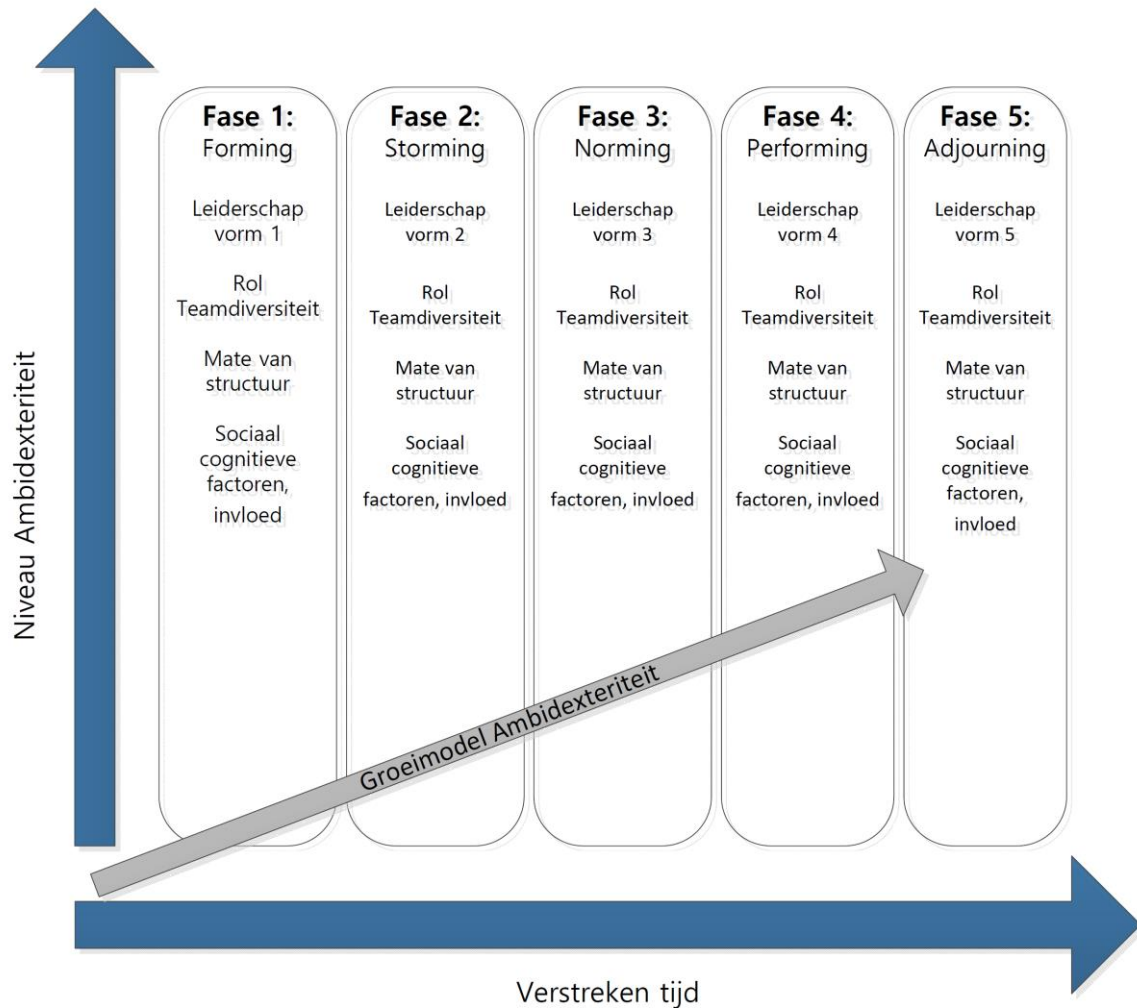 Niveau Ambidexteriteit
Fase 1:
Forming
Leiderschap
vorm 1
Rol
Teamdiversiteit
Mate van
structuur
Sociaal
cognitieve
factoren,
invloed
Fase 2:
Storming
Leiderschap
vorm 2
Rol
Teamdiversiteit
Mate van
structuur
Sociaal
cognitieve
factoren, invloed
Fase 3:
Norming
Leiderschap
vorm 3
Rol
Teamdiversiteit
Mate van
structuur
Sociaal
cognitieve
factoren, invloed
Fase 4:
Performing
Leiderschap
vorm 4
Rol
Teamdiversiteit
Mate van
structuur
Sociaal
cognitieve
factoren, invloed
Fase 5:
Adjourning
Leiderschap
vorm 5
Rol
Teamdiversiteit
Mate van
structuur
Sociaal
cognitieve
factoren,
invloed
Groeimodel Ambidexteriteit
Verstreken tijd